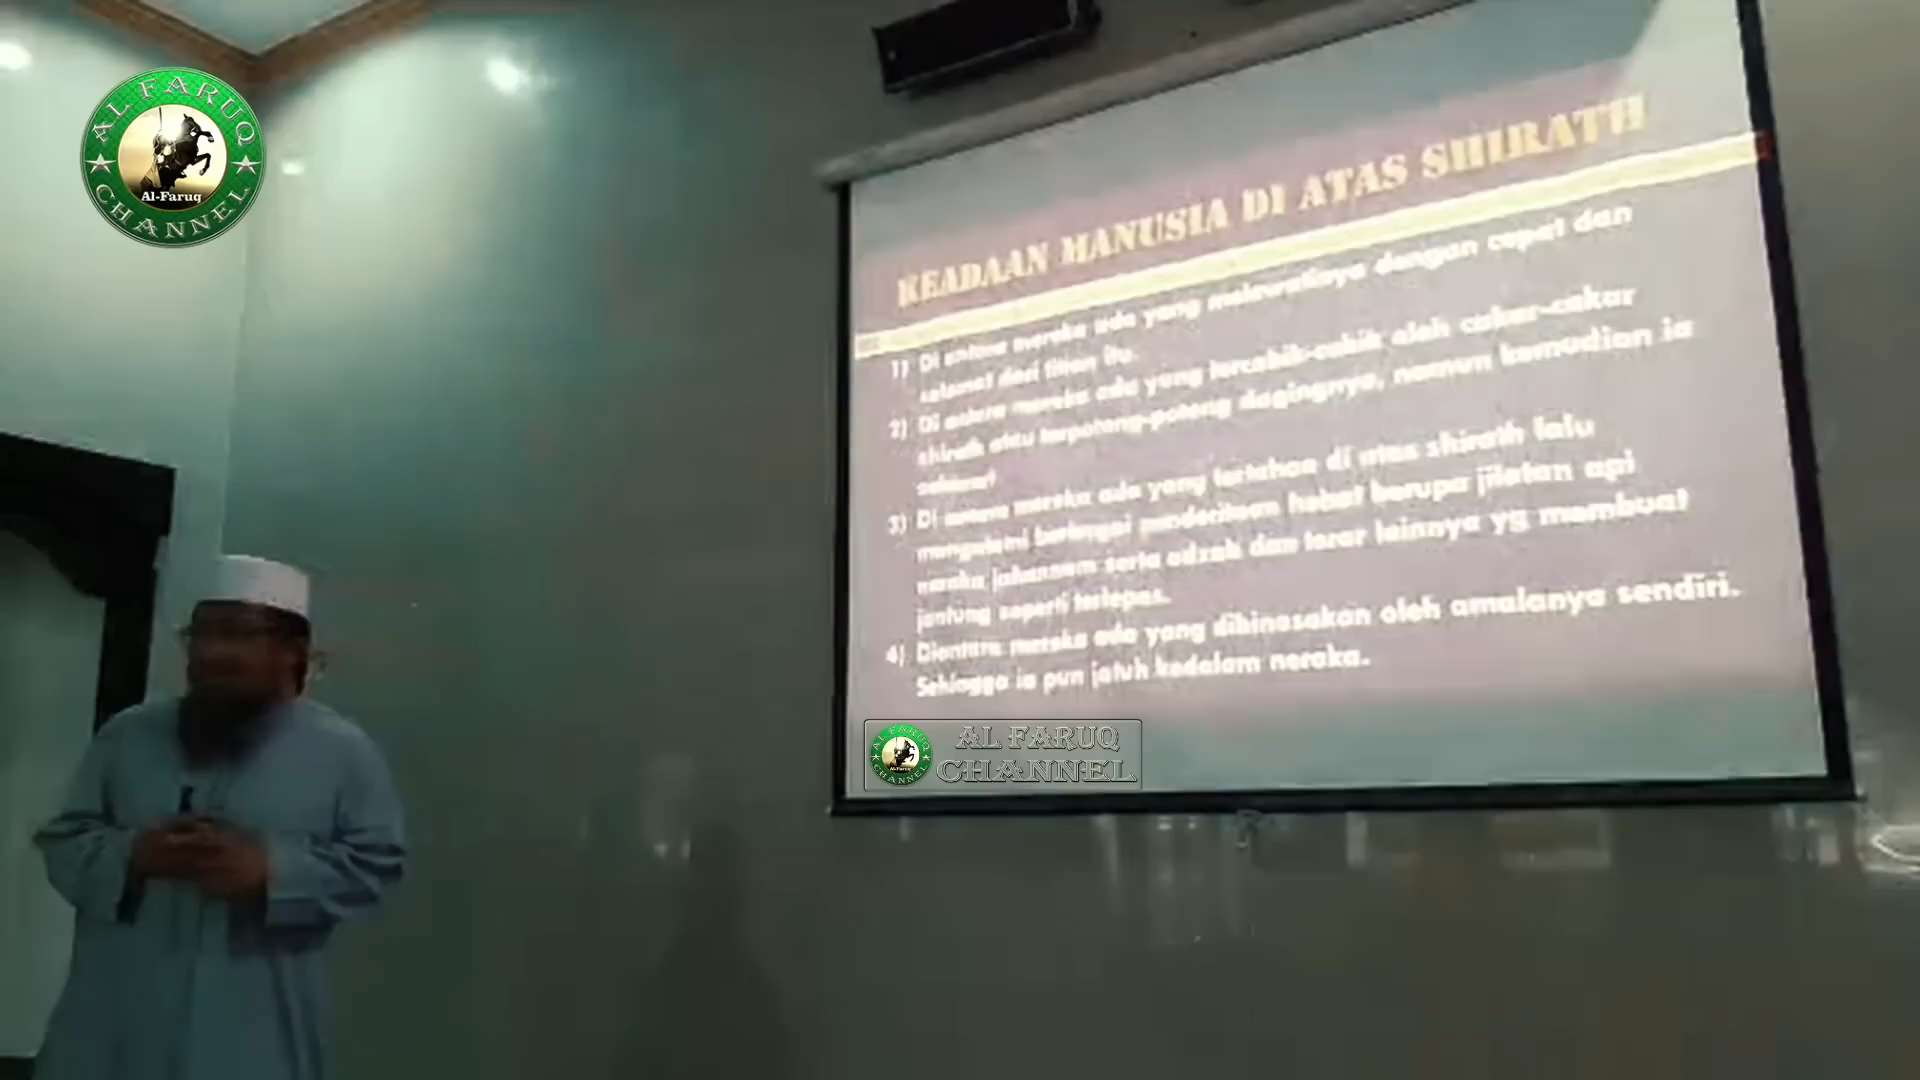 AL FARUQ
Al-Faruq
CHANNEL
KEADAAN MANUSIA DI ATAS SHIRATH
1) Di antara mereka ada yang melewatinya dengan cepat dan
selamat dari titian itu.
2) Di antara mereka ada yang tercabik-cabik oleh cakar-cakar
shirath atau terpotong-potong dagingnya, namun kemudian ia
selamat
3) Di antara mereka ada yang tertahan di atas shirath lalu
mengalami berbagai penderitaan hebat berupa jilatan api
neraka jahannam serta adzab dan teror lainnya yg membuat
jantung seperti terlepas.
4) Diantara mereka ada yang dibinasakan oleh amalanya sendiri.
Sehingga ia pun jatuh kedalam neraka.
AL FARUQ
CHANNEL